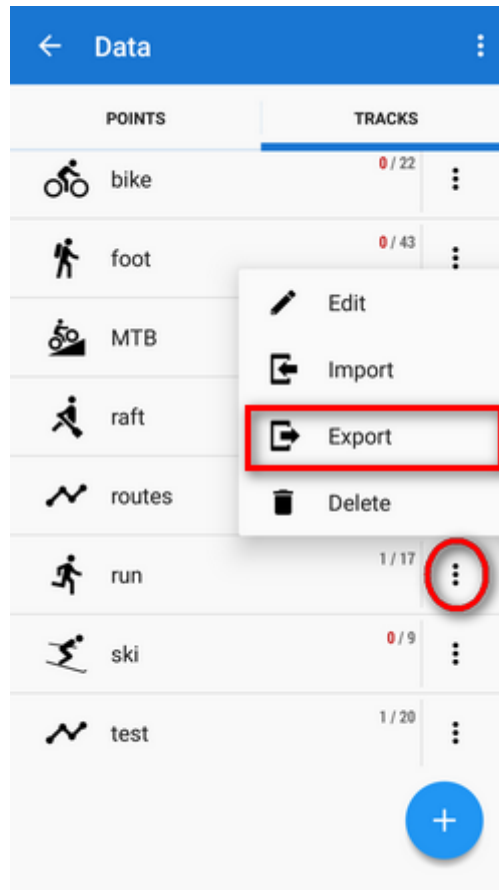 Data
POINTS
TRACKS
bike
0 / 22
foot
0 / 43
Edit
MTB
Import
raft
Export
routes
Delete
run
1 / 17
ski
0 / 9
test
1 / 20